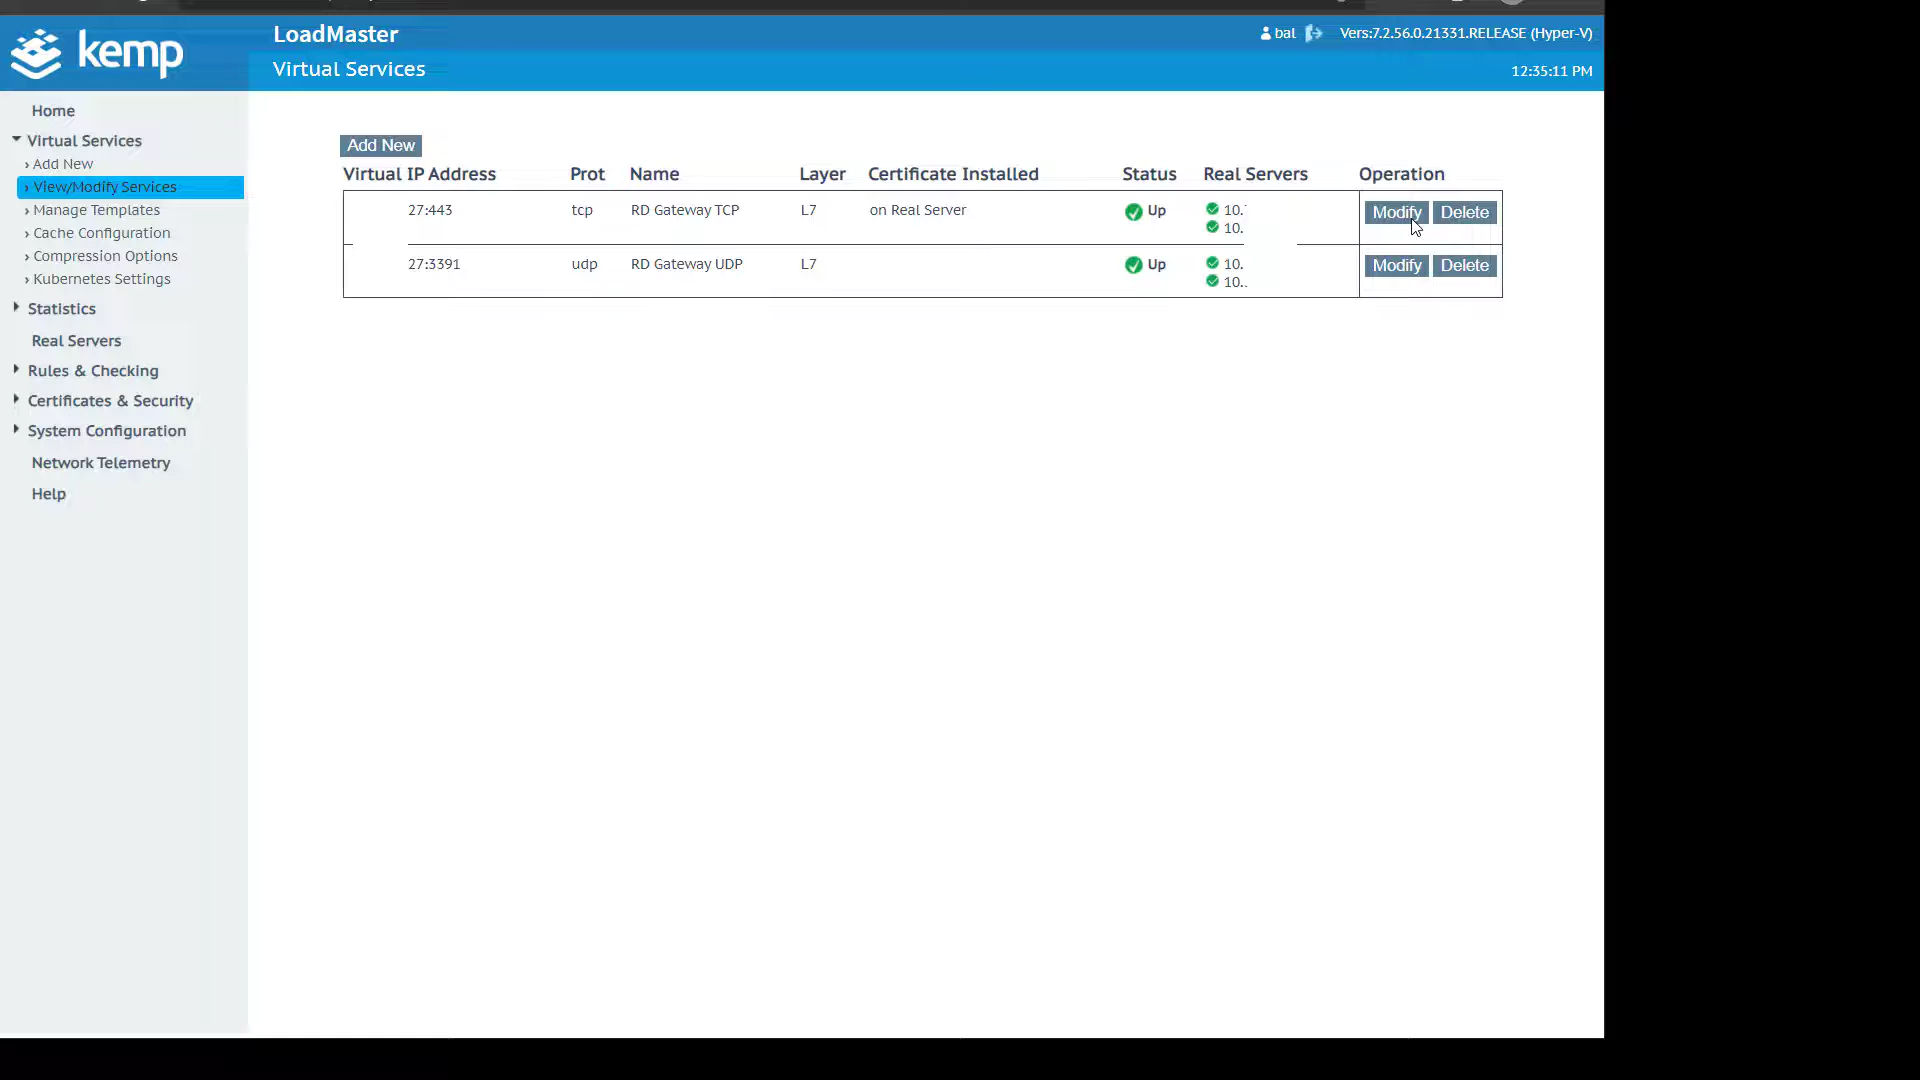 kemp
LoadMaster
Virtual Services
bal
Vers:7.2.56.0.21331.RELEASE (Hyper-V)
12:35:11 PM
Home
Virtual Services
› Add New
› View/Modify Services
› Manage Templates
› Cache Configuration
› Compression Options
› Kubernetes Settings
Statistics
Real Servers
Rules & Checking
Certificates & Security
System Configuration
Network Telemetry
Help
Add New
Virtual IP Address Prot Name Layer Certificate Installed Status Real Servers Operation
27:443 tcp RD Gateway TCP L7 on Real Server Up 10. Modify Delete
10.
27:3391 udp RD Gateway UDP L7 Up 10. Modify Delete
10..